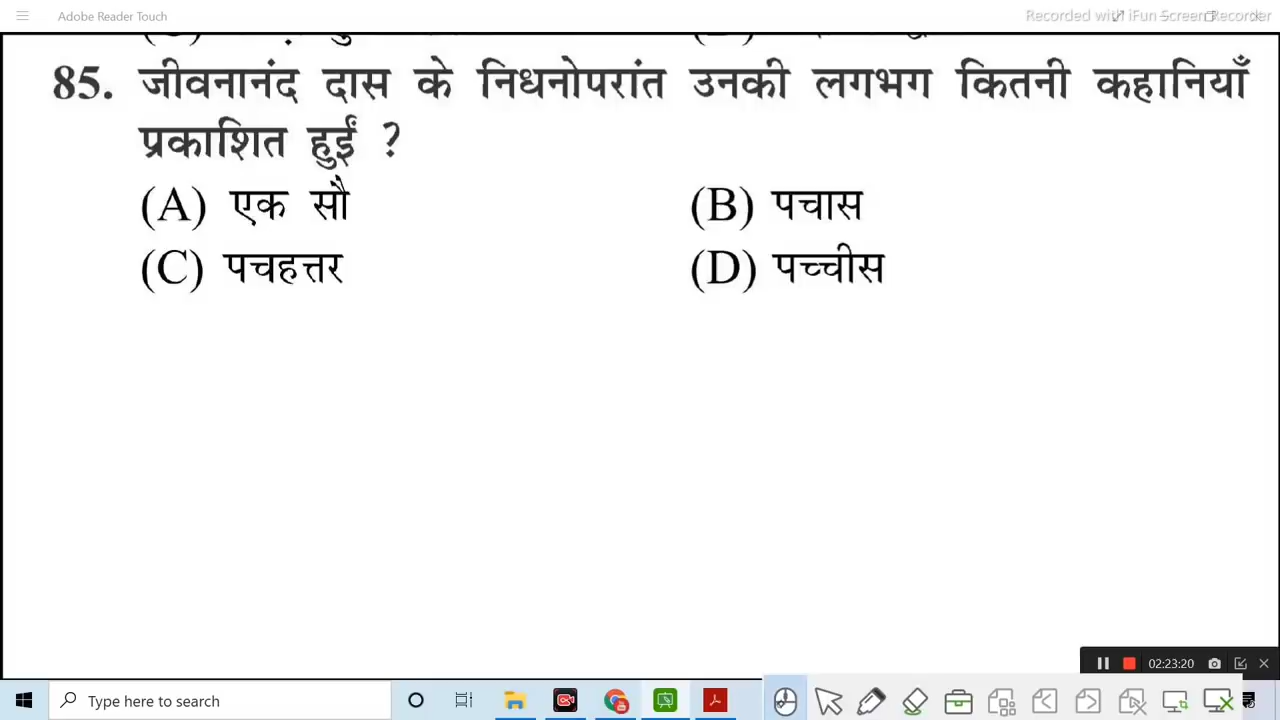 Adobe Reader Touch
Recorded with iFun Screen Recorder
85. जीवनानंद दास के निधनोपरांत उनकी लगभग कितनी कहानियाँ
प्रकाशित हुईं ?
(A) एक सौ (B) पचास
(C) पचहत्तर (D) पच्चीस
02:23:20
Type here to search